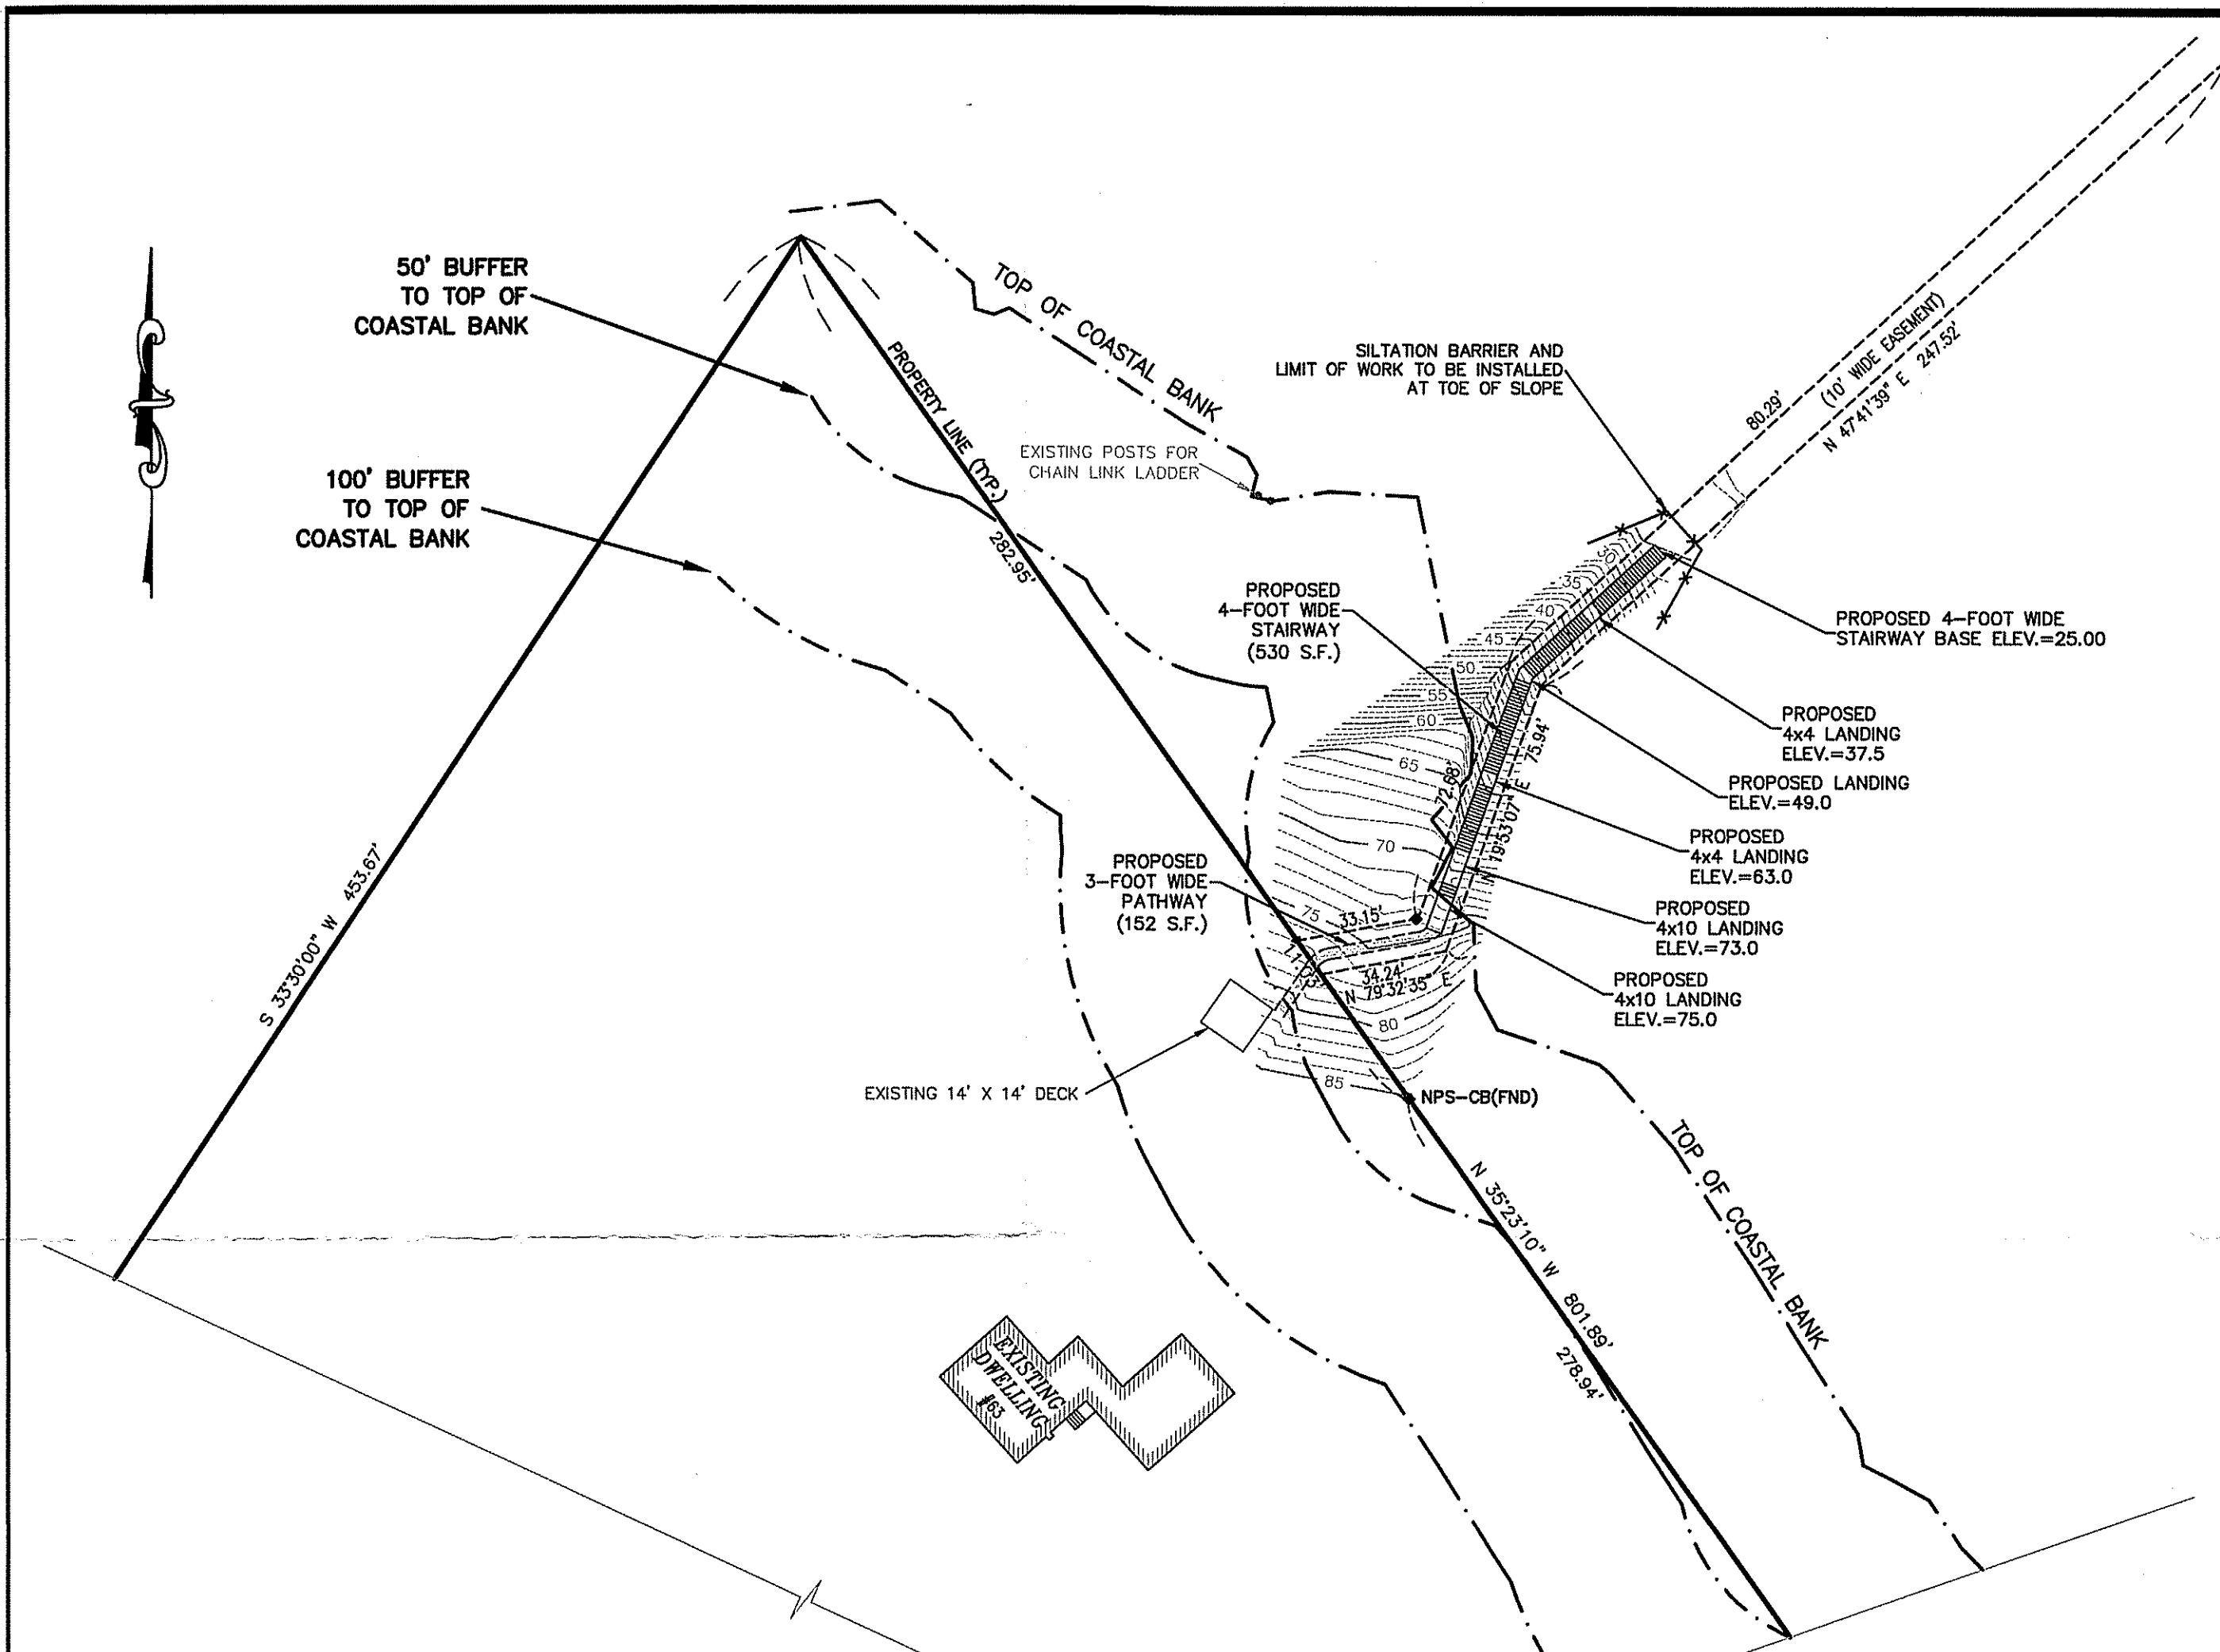 50' BUFFER
TO TOP OF
COASTAL BANK
100' BUFFER
TO TOP OF
COASTAL BANK
TOP OF COASTAL BANK
PROPERTY LINE (TYP.)
282.95'
EXISTING POSTS FOR
CHAIN LINK LADDER
SILTATION BARRIER AND
LIMIT OF WORK TO BE INSTALLED
AT TOE OF SLOPE
80.29'
(10' WIDE EASEMENT)
N 47°41'39" E 247.52'
PROPOSED
4-FOOT WIDE
STAIRWAY
(530 S.F.)
30
35
40
45
50
55
60
65
70
75
80
85
PROPOSED 4-FOOT WIDE
STAIRWAY BASE ELEV.=25.00
PROPOSED
4x4 LANDING
ELEV.=37.5
PROPOSED LANDING
ELEV.=49.0
PROPOSED
4x4 LANDING
ELEV.=63.0
PROPOSED
4x10 LANDING
ELEV.=73.0
PROPOSED
4x10 LANDING
ELEV.=75.0
72.68'
75.94'
N 19°53'07" E
PROPOSED
3-FOOT WIDE
PATHWAY
(152 S.F.)
33.15'
34.24'
N 79°32'35" E
S 33°30'00" W 453.67'
EXISTING 14' X 14' DECK
NPS-CB(FND)
N 35°23'10" W 801.89'
278.94'
TOP OF COASTAL BANK
EXISTING
DWELLING
#63